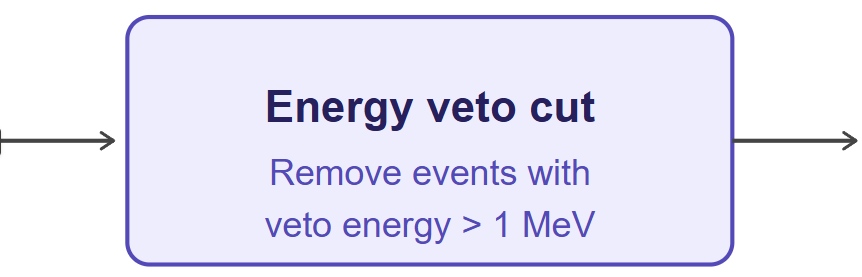 Energy veto cut
Remove events with
veto energy > 1 MeV